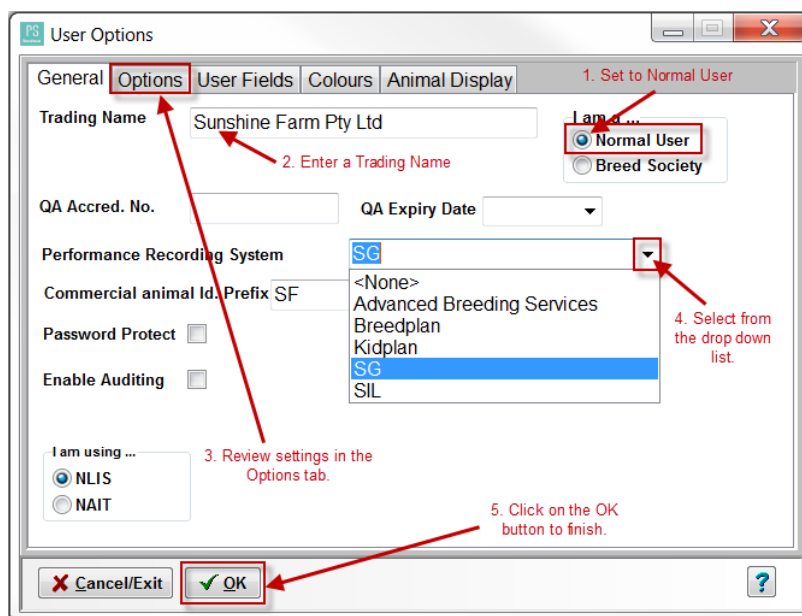 PS
User Options
General Options User Fields Colours Animal Display
1. Set to Normal User
Trading Name
Sunshine Farm Pty Ltd
I am a ...
Normal User
Breed Society
2. Enter a Trading Name
QA Accred. No.
QA Expiry Date
Performance Recording System
SG
<None>
Advanced Breeding Services
Breedplan
Kidplan
SG
SIL
Commercial animal Id. Prefix SF
4. Select from
the drop down
list.
Password Protect
Enable Auditing
I am using ...
NLIS
NAIT
3. Review settings in the
Options tab.
5. Click on the OK
button to finish.
Cancel/Exit
OK
?